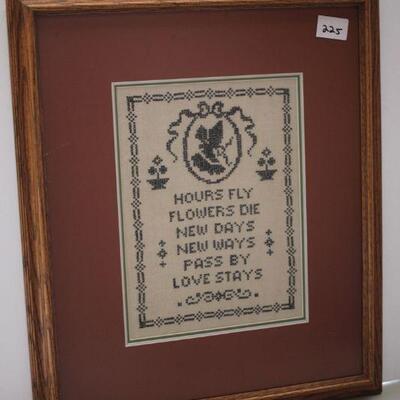 225
HOURS FLY
FLOWERS DIE
NEW DAYS
NEW WAYS
PASS BY
LOVE STAYS